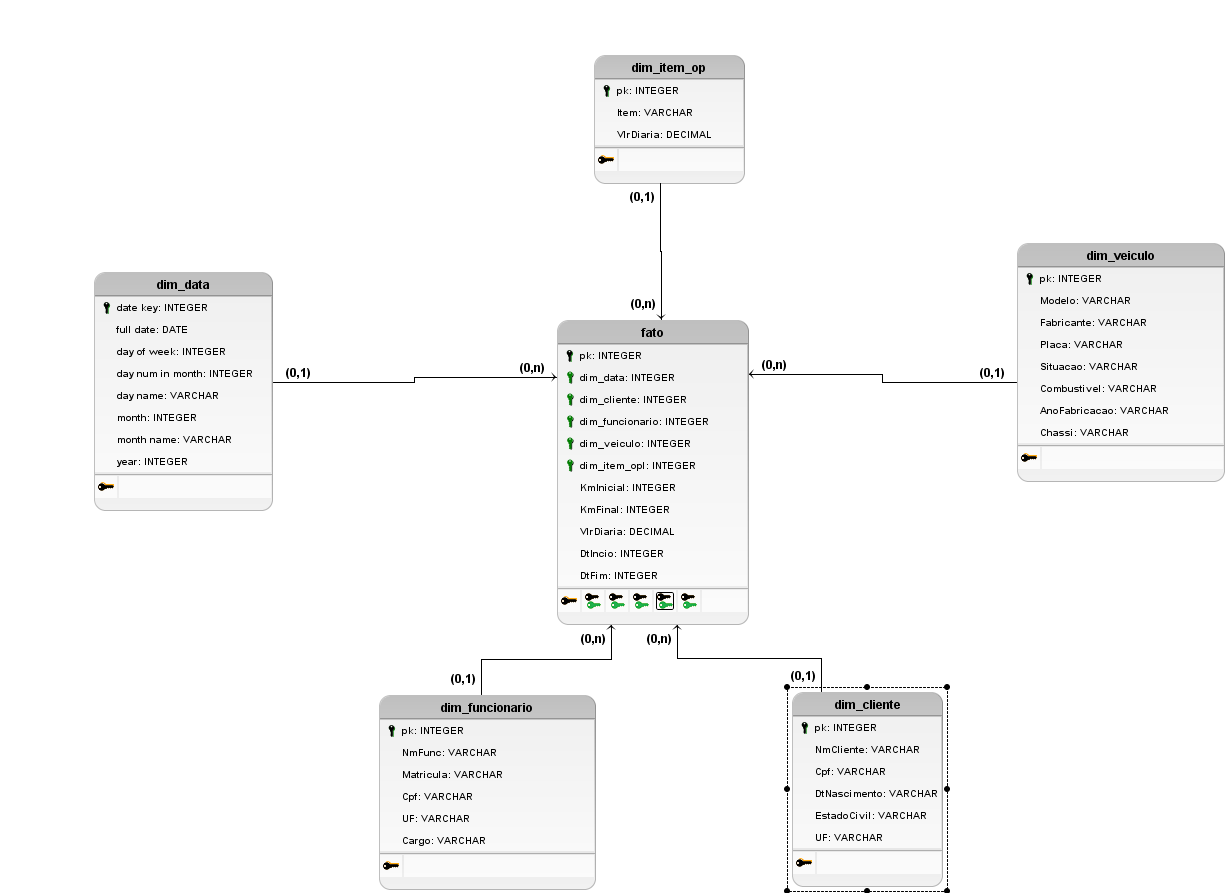 dim_item_op
pk: INTEGER
Item: VARCHAR
VlrDiaria: DECIMAL
(0,1)
(0,n)
dim_data
date key: INTEGER
full date: DATE
day of week: INTEGER
day num in month: INTEGER
day name: VARCHAR
month: INTEGER
month name: VARCHAR
year: INTEGER
(0,1)
(0,n)
fato
pk: INTEGER
dim_data: INTEGER
dim_cliente: INTEGER
dim_funcionario: INTEGER
dim_veiculo: INTEGER
dim_item_opl: INTEGER
KmInicial: INTEGER
KmFinal: INTEGER
VlrDiaria: DECIMAL
DtIncio: INTEGER
DtFim: INTEGER
(0,n)
(0,1)
dim_veiculo
pk: INTEGER
Modelo: VARCHAR
Fabricante: VARCHAR
Placa: VARCHAR
Situacao: VARCHAR
Combustivel: VARCHAR
AnoFabricacao: VARCHAR
Chassi: VARCHAR
(0,n)
(0,n)
(0,1)
(0,1)
dim_funcionario
pk: INTEGER
NmFunc: VARCHAR
Matricula: VARCHAR
Cpf: VARCHAR
UF: VARCHAR
Cargo: VARCHAR
dim_cliente
pk: INTEGER
NmCliente: VARCHAR
Cpf: VARCHAR
DtNascimento: VARCHAR
EstadoCivil: VARCHAR
UF: VARCHAR